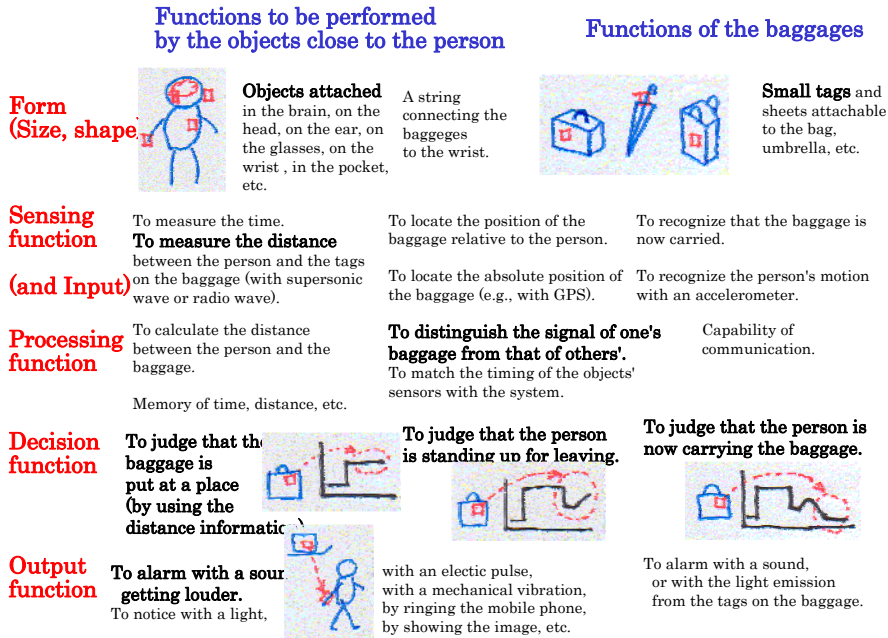 Functions to be performed
by the objects close to the person
Functions of the baggages
Form
(Size, shape)
Objects attached
in the brain, on the
head, on the ear, on
the glasses, on the
wrist , in the pocket,
etc.
A string
connecting the
baggeges
to the wrist.
Small tags and
sheets attachable
to the bag,
umbrella, etc.
Sensing
function
(and Input)
To measure the time.
To measure the distance
between the person and the tags
on the baggage (with supersonic
wave or radio wave).
To locate the position of the
baggage relative to the person.
To locate the absolute position of
the baggage (e.g., with GPS).
To recognize that the baggage is
now carried.
To recognize the person's motion
with an accelerometer.
Processing
function
To calculate the distance
between the person and the
baggage.
Memory of time, distance, etc.
To distinguish the signal of one's
baggage from that of others'.
To match the timing of the objects'
sensors with the system.
Capability of
communication.
Decision
function
To judge that the
baggage is
put at a place
(by using the
distance information)
To judge that the person
is standing up for leaving.
To judge that the person is
now carrying the baggage.
Output
function
To alarm with a soun
getting louder.
To notice with a light,
with an electic pulse,
with a mechanical vibration,
by ringing the mobile phone,
by showing the image, etc.
To alarm with a sound,
or with the light emission
from the tags on the baggage.